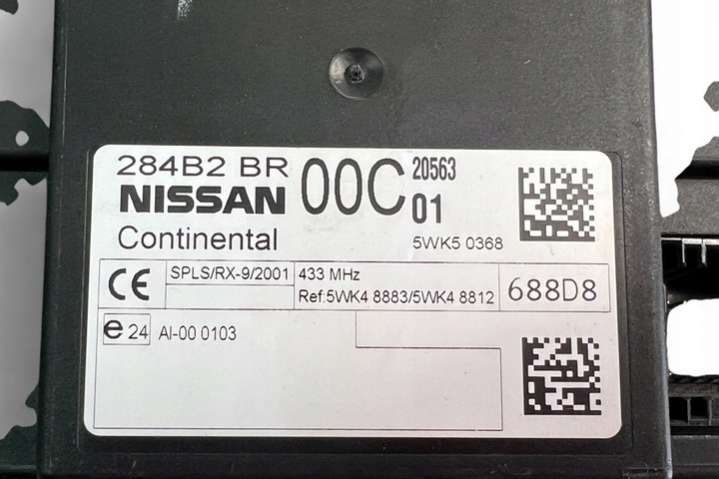 284B2 BR 00C 20563
NISSAN 01
Continental 5WK5 0368
CE SPLS/RX-9/2001 433 MHz 688D8
Ref:5WK4 8883/5WK4 8812
e 24 AI-00 0103